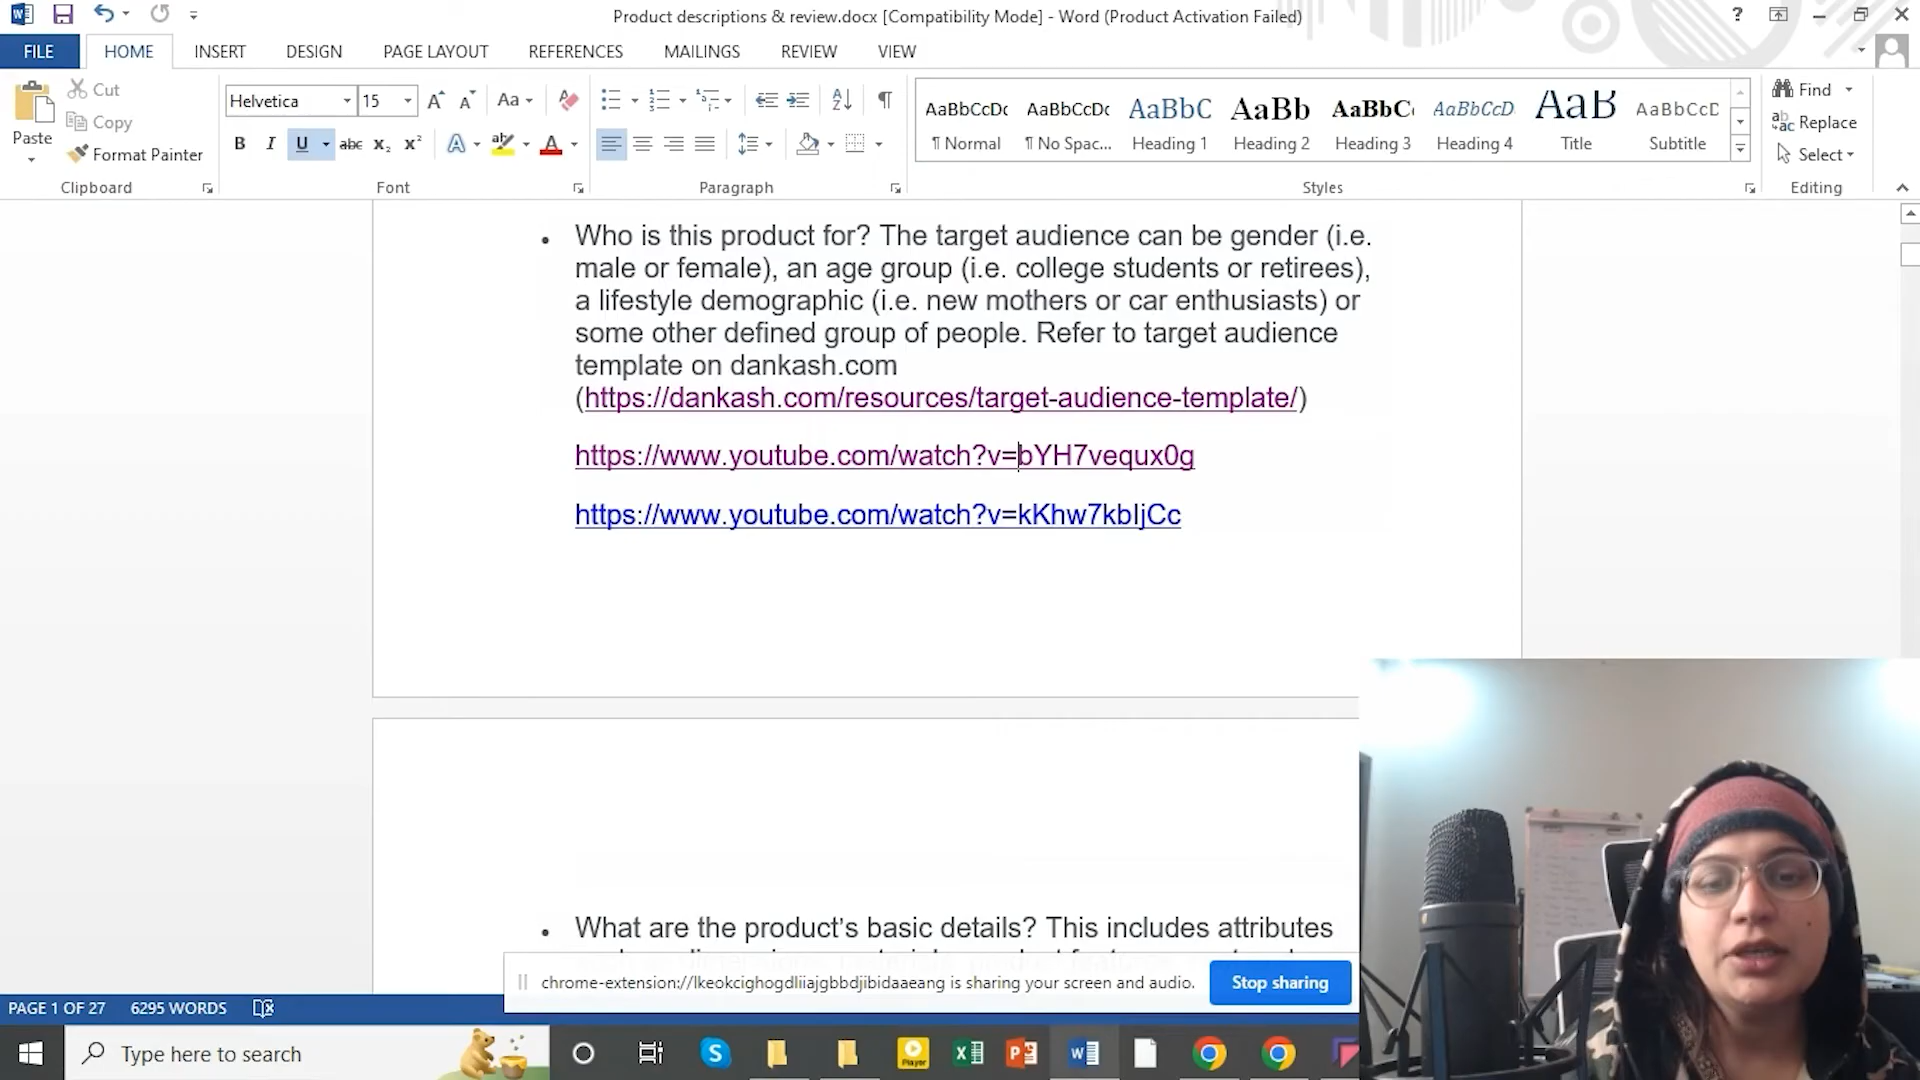 Product descriptions & review.docx [Compatibility Mode] - Word (Product Activation Failed)
FILE HOME INSERT DESIGN PAGE LAYOUT REFERENCES MAILINGS REVIEW VIEW
Paste
Cut
Copy
Format Painter
Clipboard
Helvetica 15
Font
Paragraph
AaBbCcDc AaBbCcDc AaBbC AaBb AaBbC AaBbCcD AaB AaBbCcD
¶ Normal ¶ No Spac... Heading 1 Heading 2 Heading 3 Heading 4 Title Subtitle
Styles
Find
Replace
Select
Editing
• Who is this product for? The target audience can be gender (i.e.
male or female), an age group (i.e. college students or retirees),
a lifestyle demographic (i.e. new mothers or car enthusiasts) or
some other defined group of people. Refer to target audience
template on dankash.com
(https://dankash.com/resources/target-audience-template/)
https://www.youtube.com/watch?v=bYH7vequx0g
https://www.youtube.com/watch?v=kKhw7kbIjCc
• What are the product's basic details? This includes attributes
chrome-extension://lkeokcighogdliiajgbbdjibidaaeang is sharing your screen and audio. Stop sharing
PAGE 1 OF 27 6295 WORDS
Type here to search